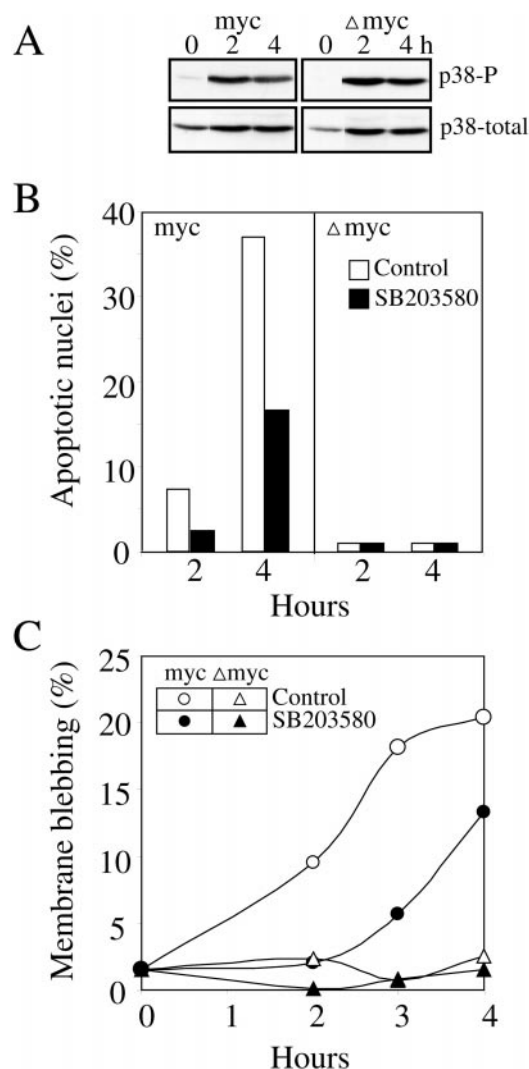 A
myc
△ myc
0 2 4
0 2 4 h
p38-P
p38-total
B
Apoptotic nuclei (%)
40
30
20
10
0
myc
△ myc
Control
SB203580
2 4 2 4
Hours
C
Membrane blebbing (%)
25
20
15
10
5
0
myc △myc
Control
SB203580
0 1 2 3 4
Hours